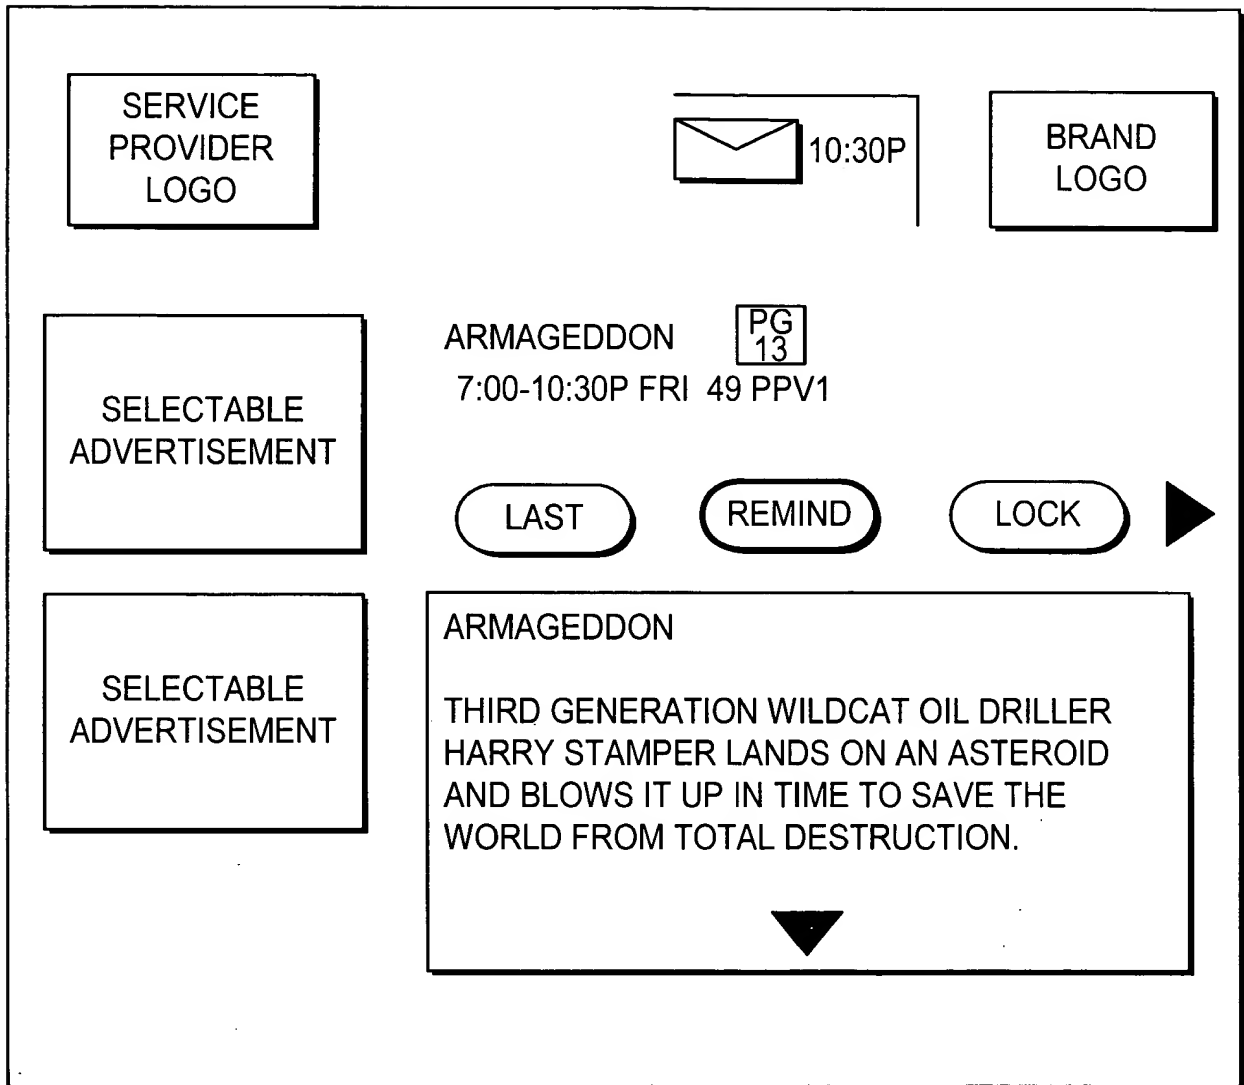 SERVICE
PROVIDER
LOGO
10:30P
BRAND
LOGO
SELECTABLE
ADVERTISEMENT
ARMAGEDDON
PG
13
7:00-10:30P FRI 49 PPV1
LAST
REMIND
LOCK
SELECTABLE
ADVERTISEMENT
ARMAGEDDON
THIRD GENERATION WILDCAT OIL DRILLER
HARRY STAMPER LANDS ON AN ASTEROID
AND BLOWS IT UP IN TIME TO SAVE THE
WORLD FROM TOTAL DESTRUCTION.